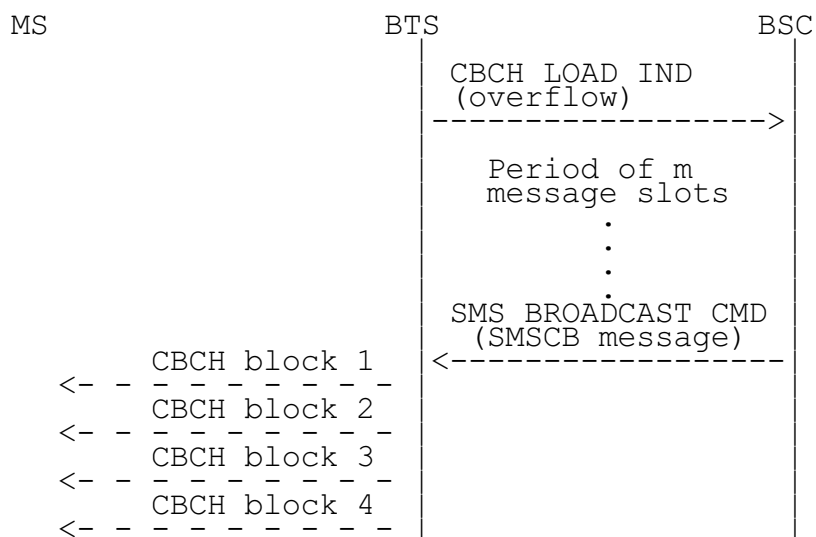 MS BTS BSC
CBCH LOAD IND
(overflow)
------------------->
Period of m
message slots
.
.
.
.
SMS BROADCAST CMD
(SMSCB message)
CBCH block 1 <-------------------
<- - - - - - - - -
CBCH block 2
<- - - - - - - - -
CBCH block 3
<- - - - - - - - -
CBCH block 4
<- - - - - - - - -